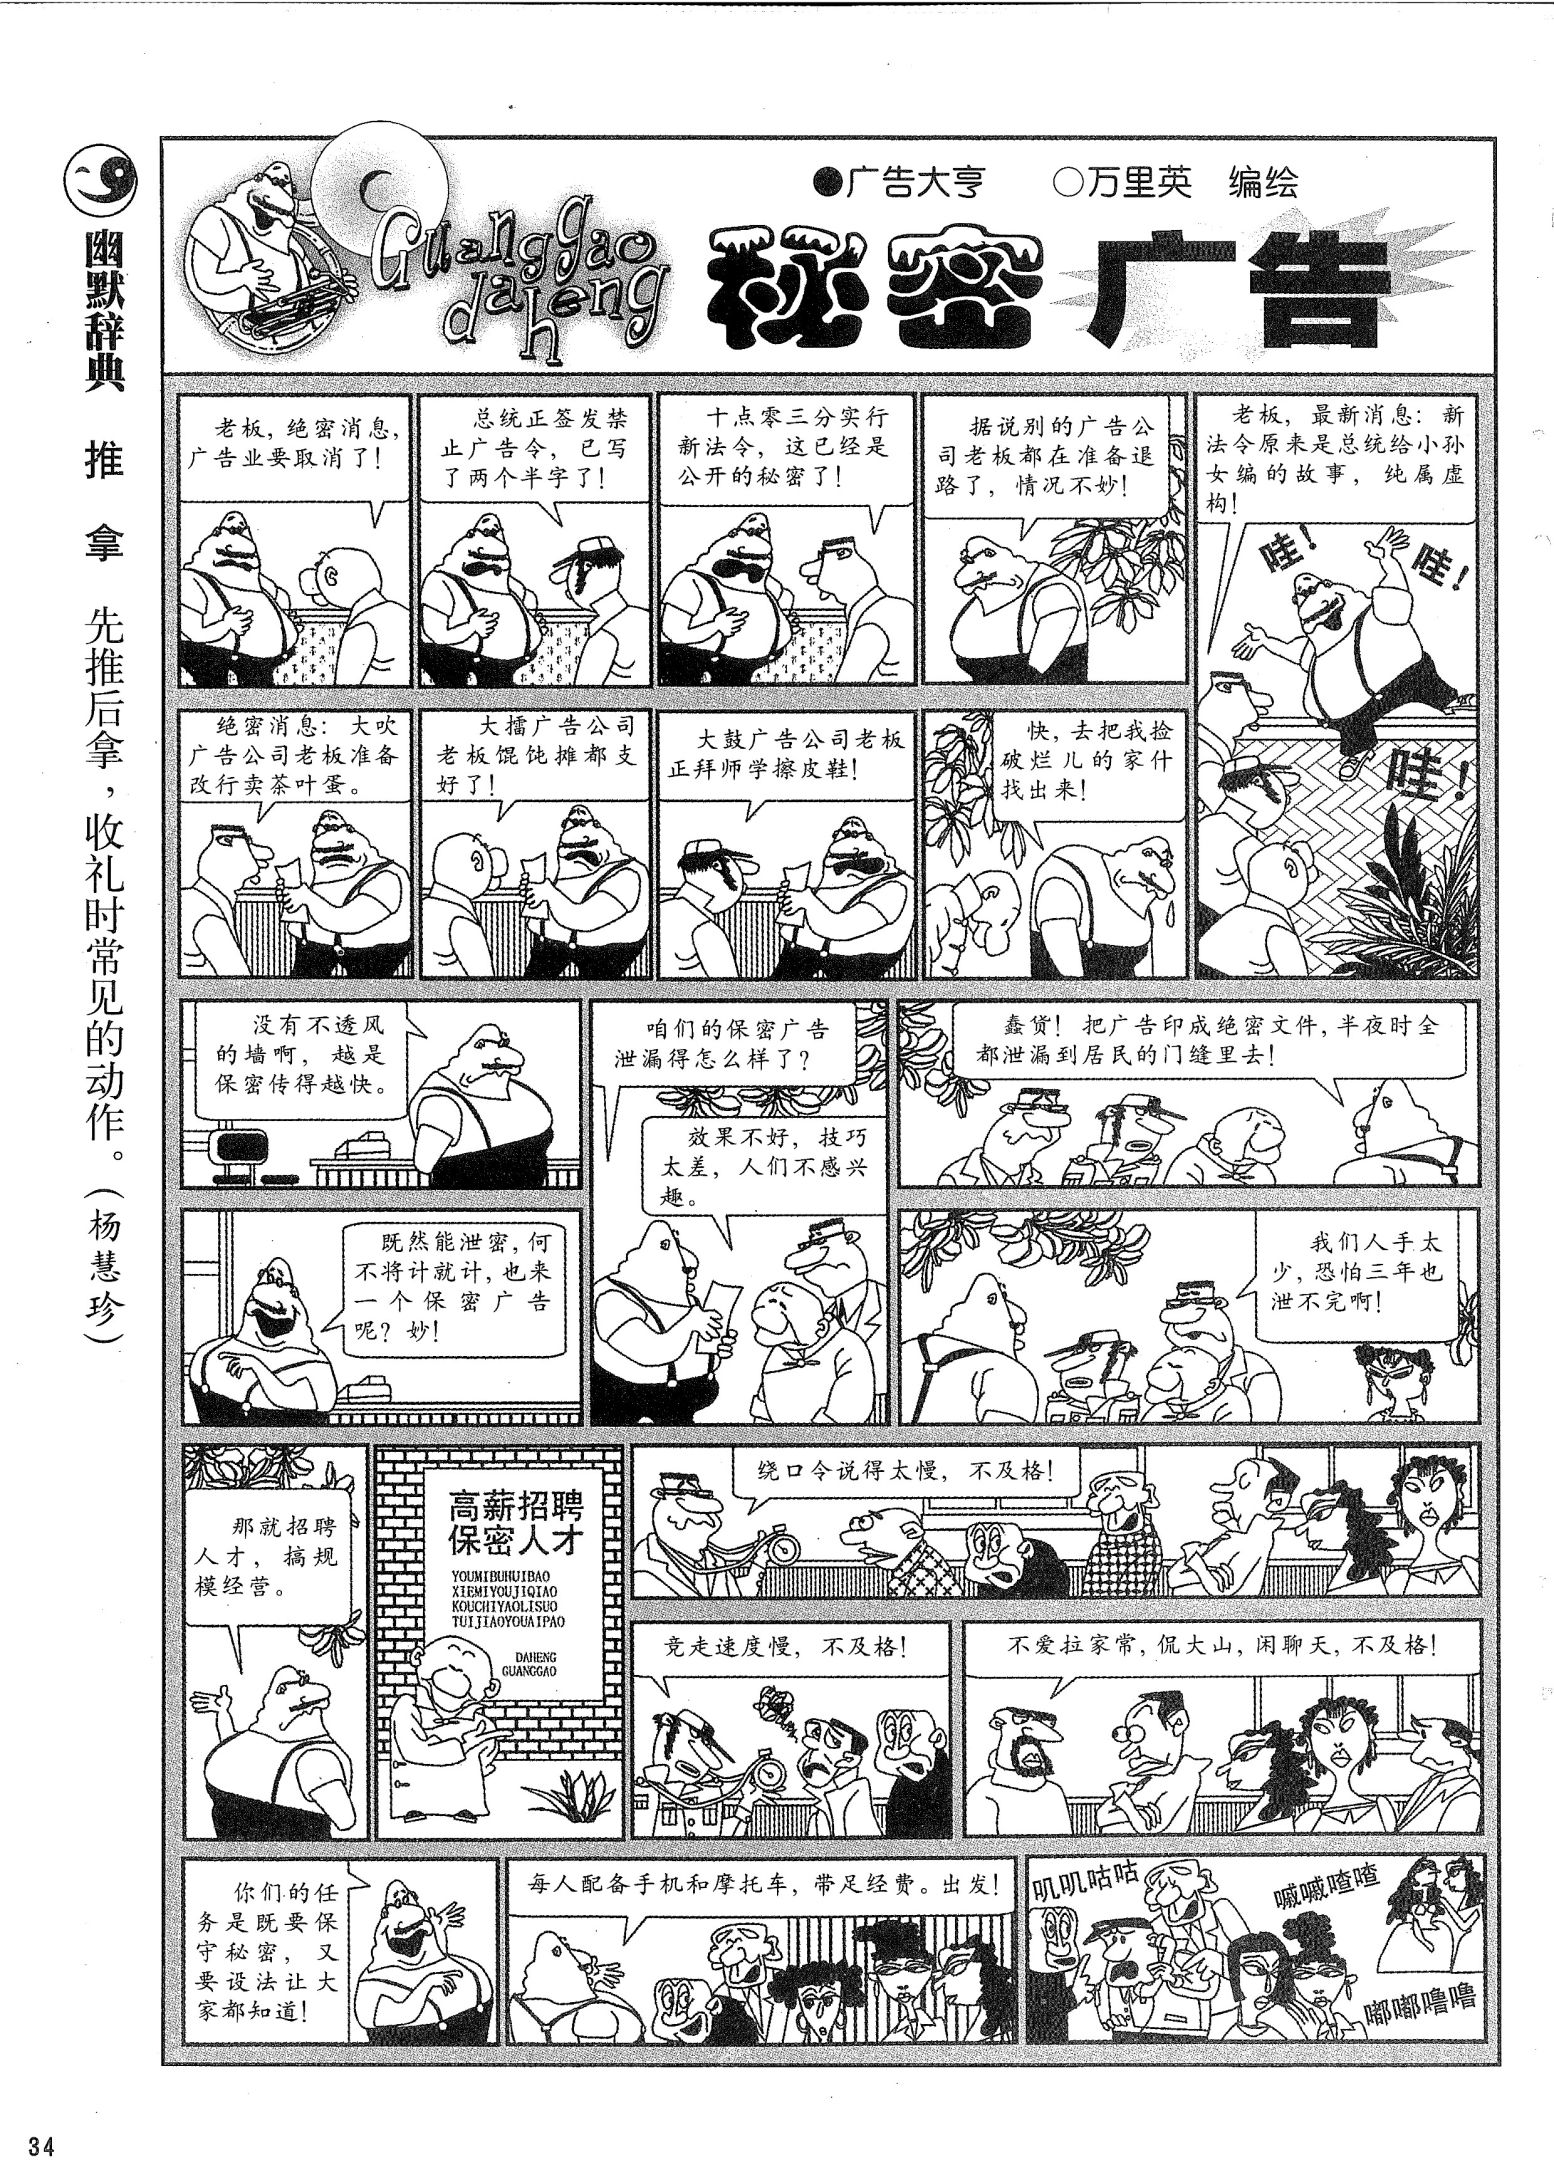 ●广告大亨 ○万里英 编绘
Guanggao
daheng
秘密广告
老板,绝密消息,
广告业要取消了!
总统正签发禁
止广告令，已写
了两个半字了!
十点零三分实行
新法令，这已经是
公开的秘密了!
据说别的广告公
司老板都在准备退
路了，情况不妙!
老板，最新消息：新
法令原来是总统给小孙
女编的故事，纯属虚
构!
哇!
哇!
哇!
绝密消息：大吹
广告公司老板准备
改行卖茶叶蛋。
大擂广告公司
老板馄饨摊都支
好了!
大鼓广告公司老板
正拜师学擦皮鞋!
快，去把我捡
破烂儿的家什
找出来!
没有不透风
的墙啊，越是
保密传得越快。
既然能泄密,何
不将计就计,也来
一个保密广告
呢？妙!
咱们的保密广告
泄漏得怎么样了？
效果不好，技巧
太差，人们不感兴
趣。
蠢货！把广告印成绝密文件,半夜时全
都泄漏到居民的门缝里去!
我们人手太
少,恐怕三年也
泄不完啊!
那就招聘
人才，搞规
模经营。
高薪招聘
保密人才
YOUMIBUHUIBAO
XIEMIYOUJIQIAO
KOUCHIYAOLISUO
TUIJIAOYOUAIPAO
DAHENG
GUANGGAO
绕口令说得太慢，不及格!
竞走速度慢，不及格!
不爱拉家常,侃大山,闲聊天,不及格!
你们的任
务是既要保
守秘密，又
要设法让大
家都知道!
每人配备手机和摩托车,带足经费。出发!
叽叽咕咕
嘁嘁喳喳
嘟嘟噜噜
幽默辞典 推 拿 先推后拿，收礼时常见的动作。(杨慧珍)
34